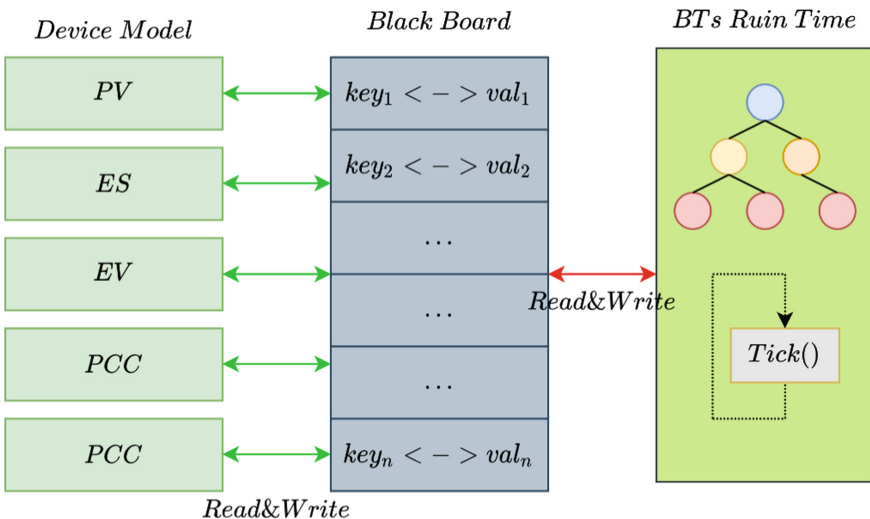 Device Model
Black Board
BTs Ruin Time
PV
ES
EV
PCC
PCC
key₁ < − > val₁
key₂ < − > val₂
...
...
...
keyₙ < − > valₙ
Read&Write
Read&Write
Tick()